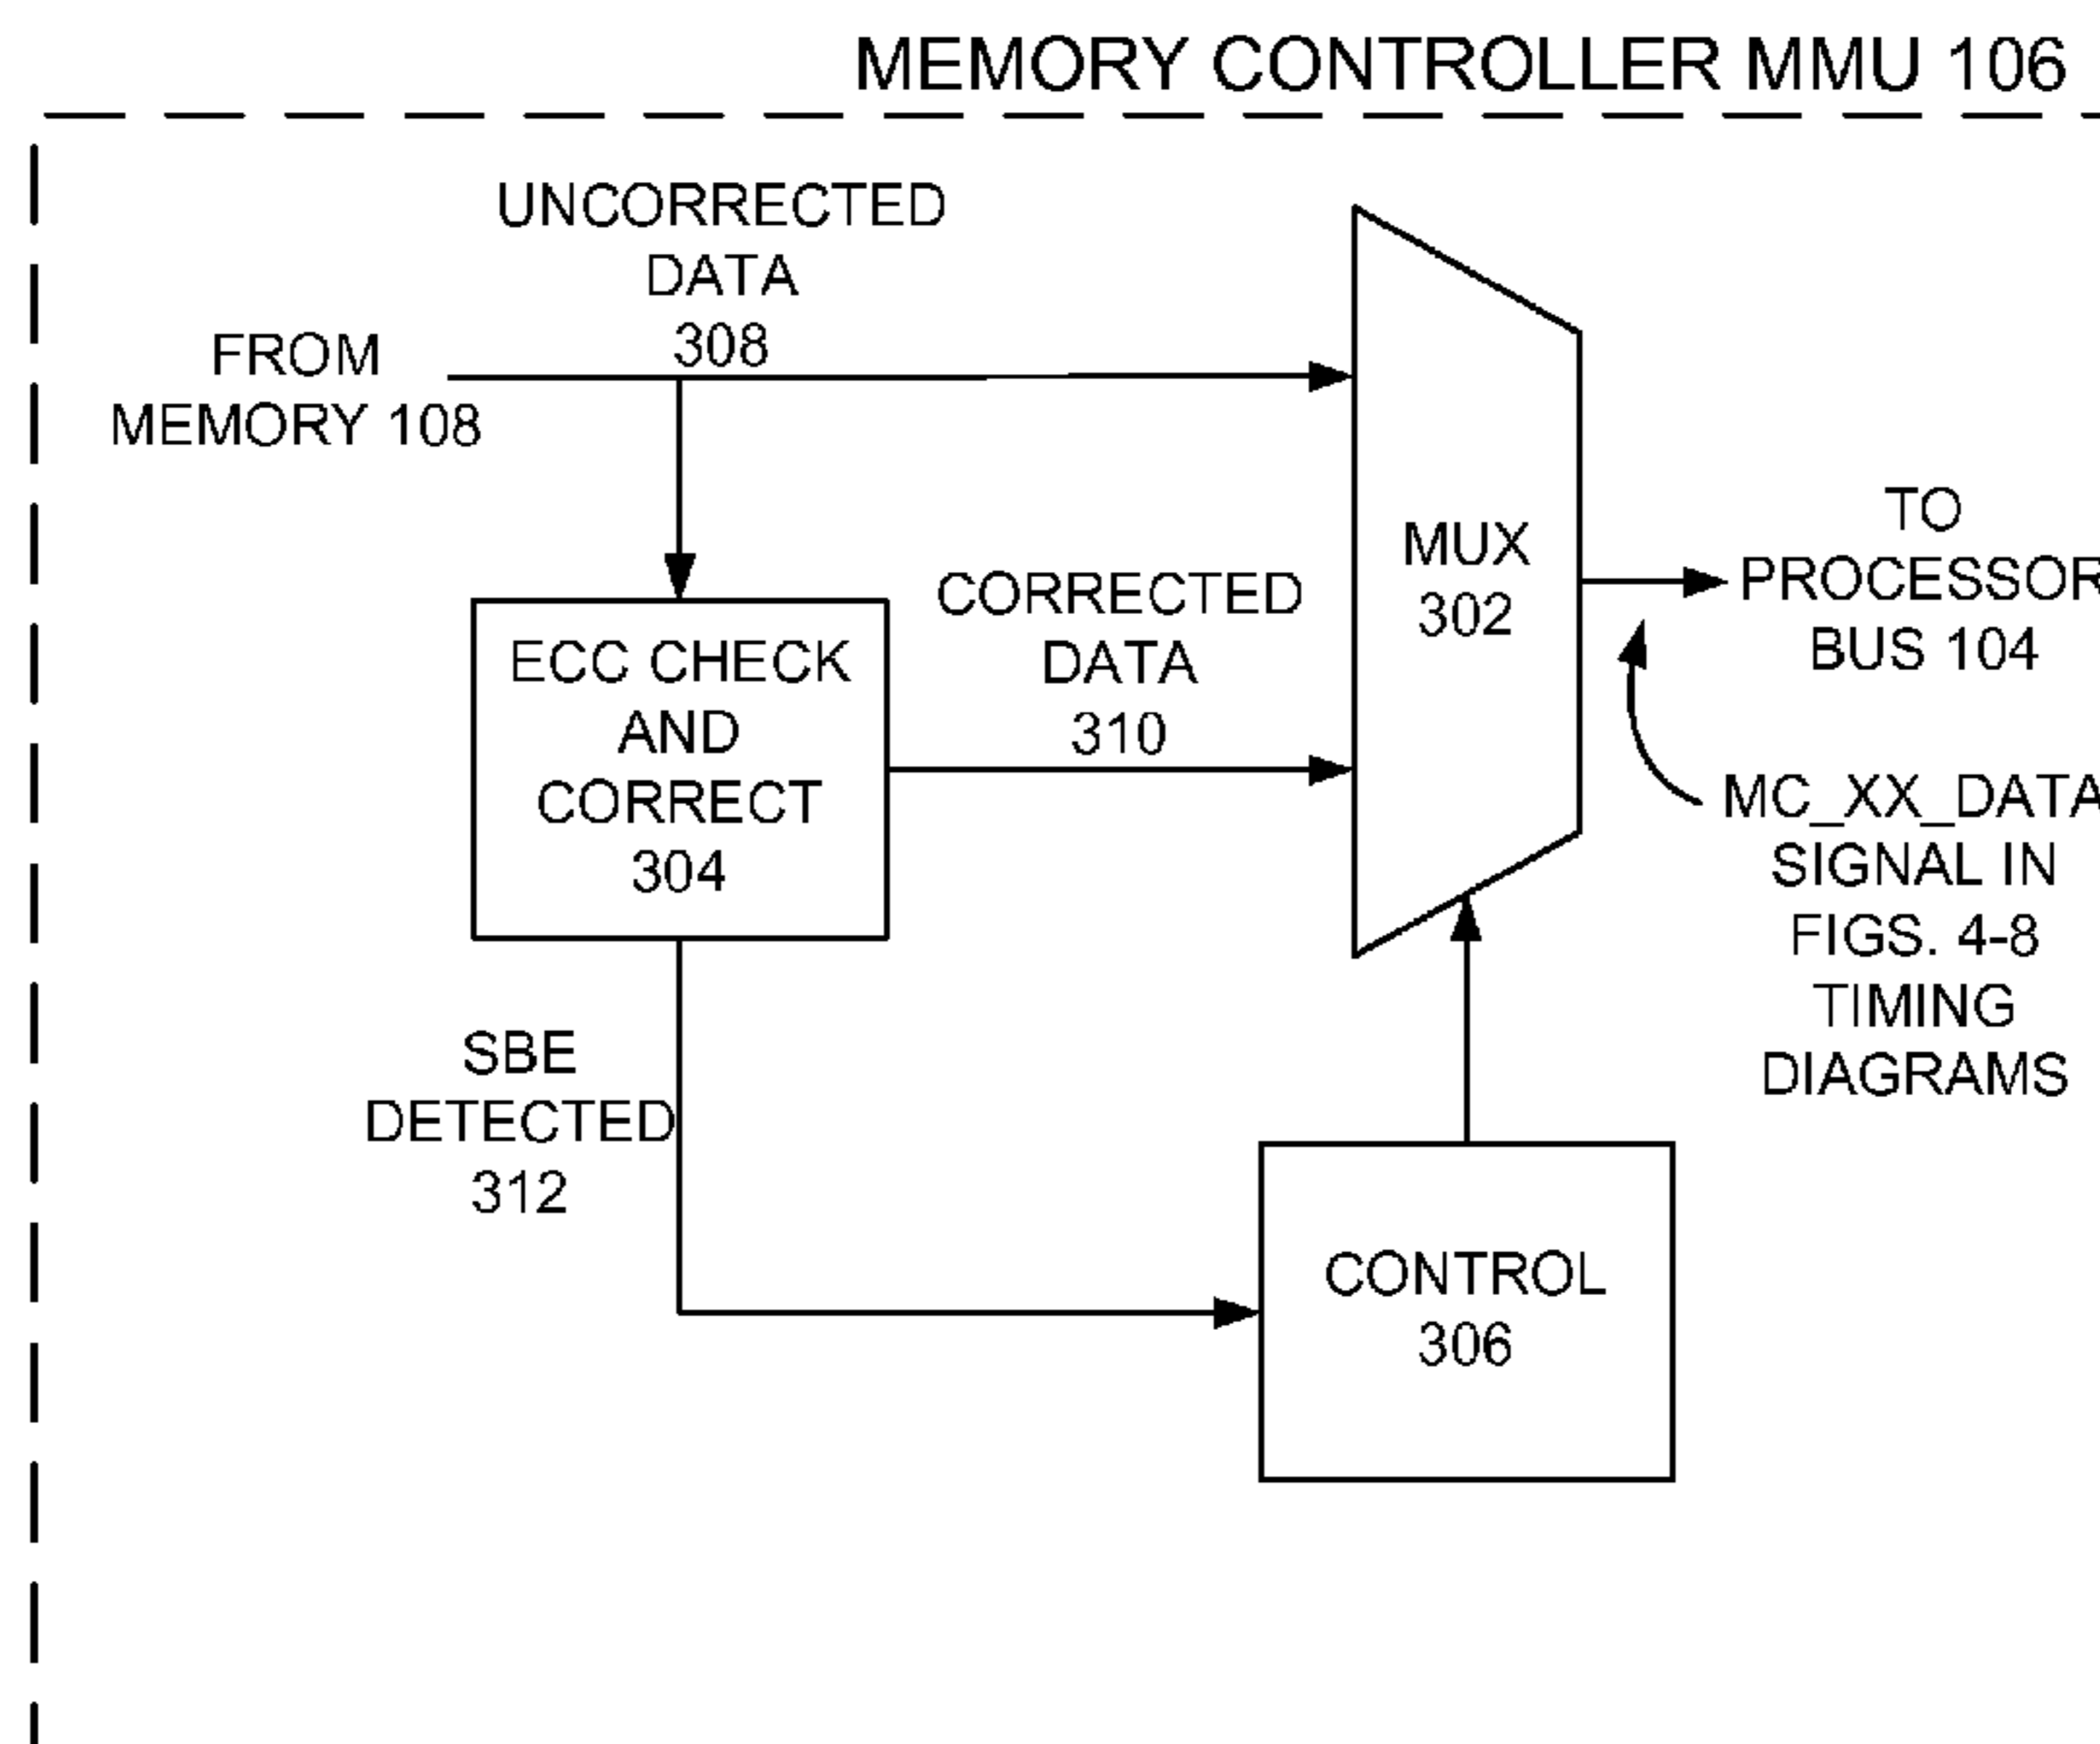 MEMORY CONTROLLER MMU 106
UNCORRECTED
DATA
308
FROM
MEMORY 108
MUX
302
TO
PROCESSOR
BUS 104
CORRECTED
DATA
310
ECC CHECK
AND
CORRECT
304
MC_XX_DATA
SIGNAL IN
FIGS. 4-8
TIMING
DIAGRAMS
SBE
DETECTED
312
CONTROL
306